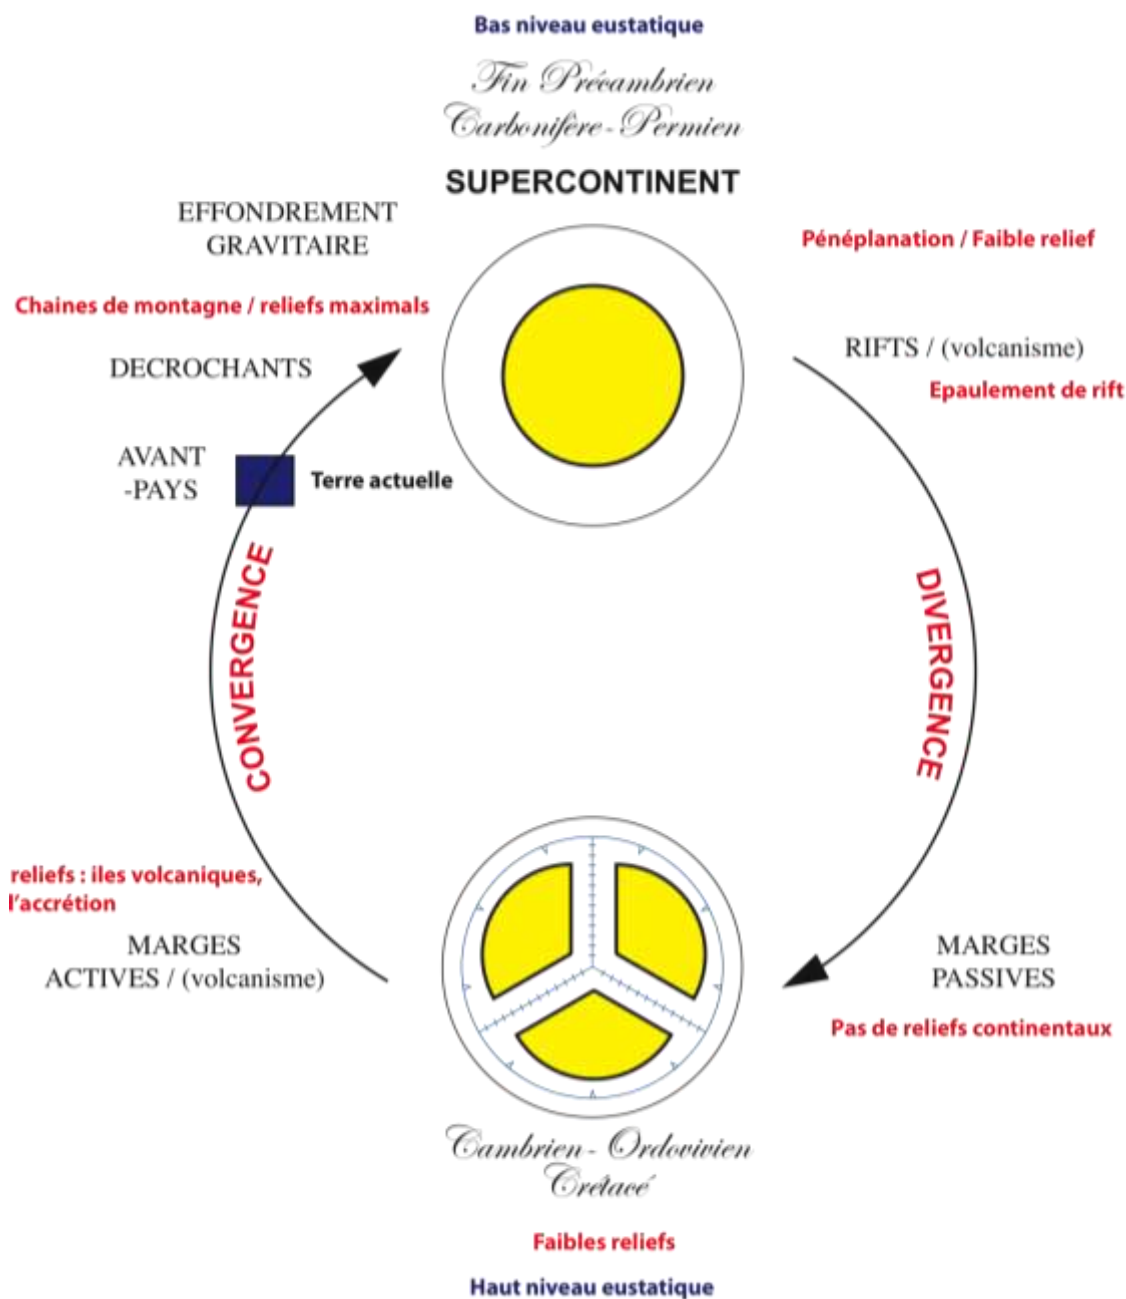 Bas niveau eustatique
Fin Précambrien
Carbonifère-Permien
SUPERCONTINENT
EFFONDREMENT
GRAVITAIRE
Pénéplanation / Faible relief
Chaines de montagne / reliefs maximals
RIFTS / (volcanisme)
DECROCHANTS
Epaulement de rift
AVANT
-PAYS
Terre actuelle
CONVERGENCE
DIVERGENCE
reliefs : iles volcaniques,
l'accrétion
MARGES
ACTIVES / (volcanisme)
MARGES
PASSIVES
Pas de reliefs continentaux
Cambrien- Ordovivien
Crétacé
Faibles reliefs
Haut niveau eustatique